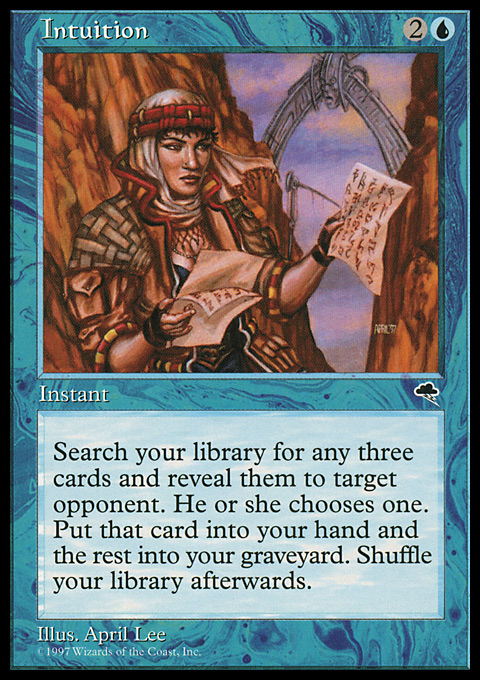 Intuition 2
APRIL '97
Instant
Search your library for any three
cards and reveal them to target
opponent. He or she chooses one.
Put that card into your hand and
the rest into your graveyard. Shuffle
your library afterwards.
Illus. April Lee
©1997 Wizards of the Coast, Inc.